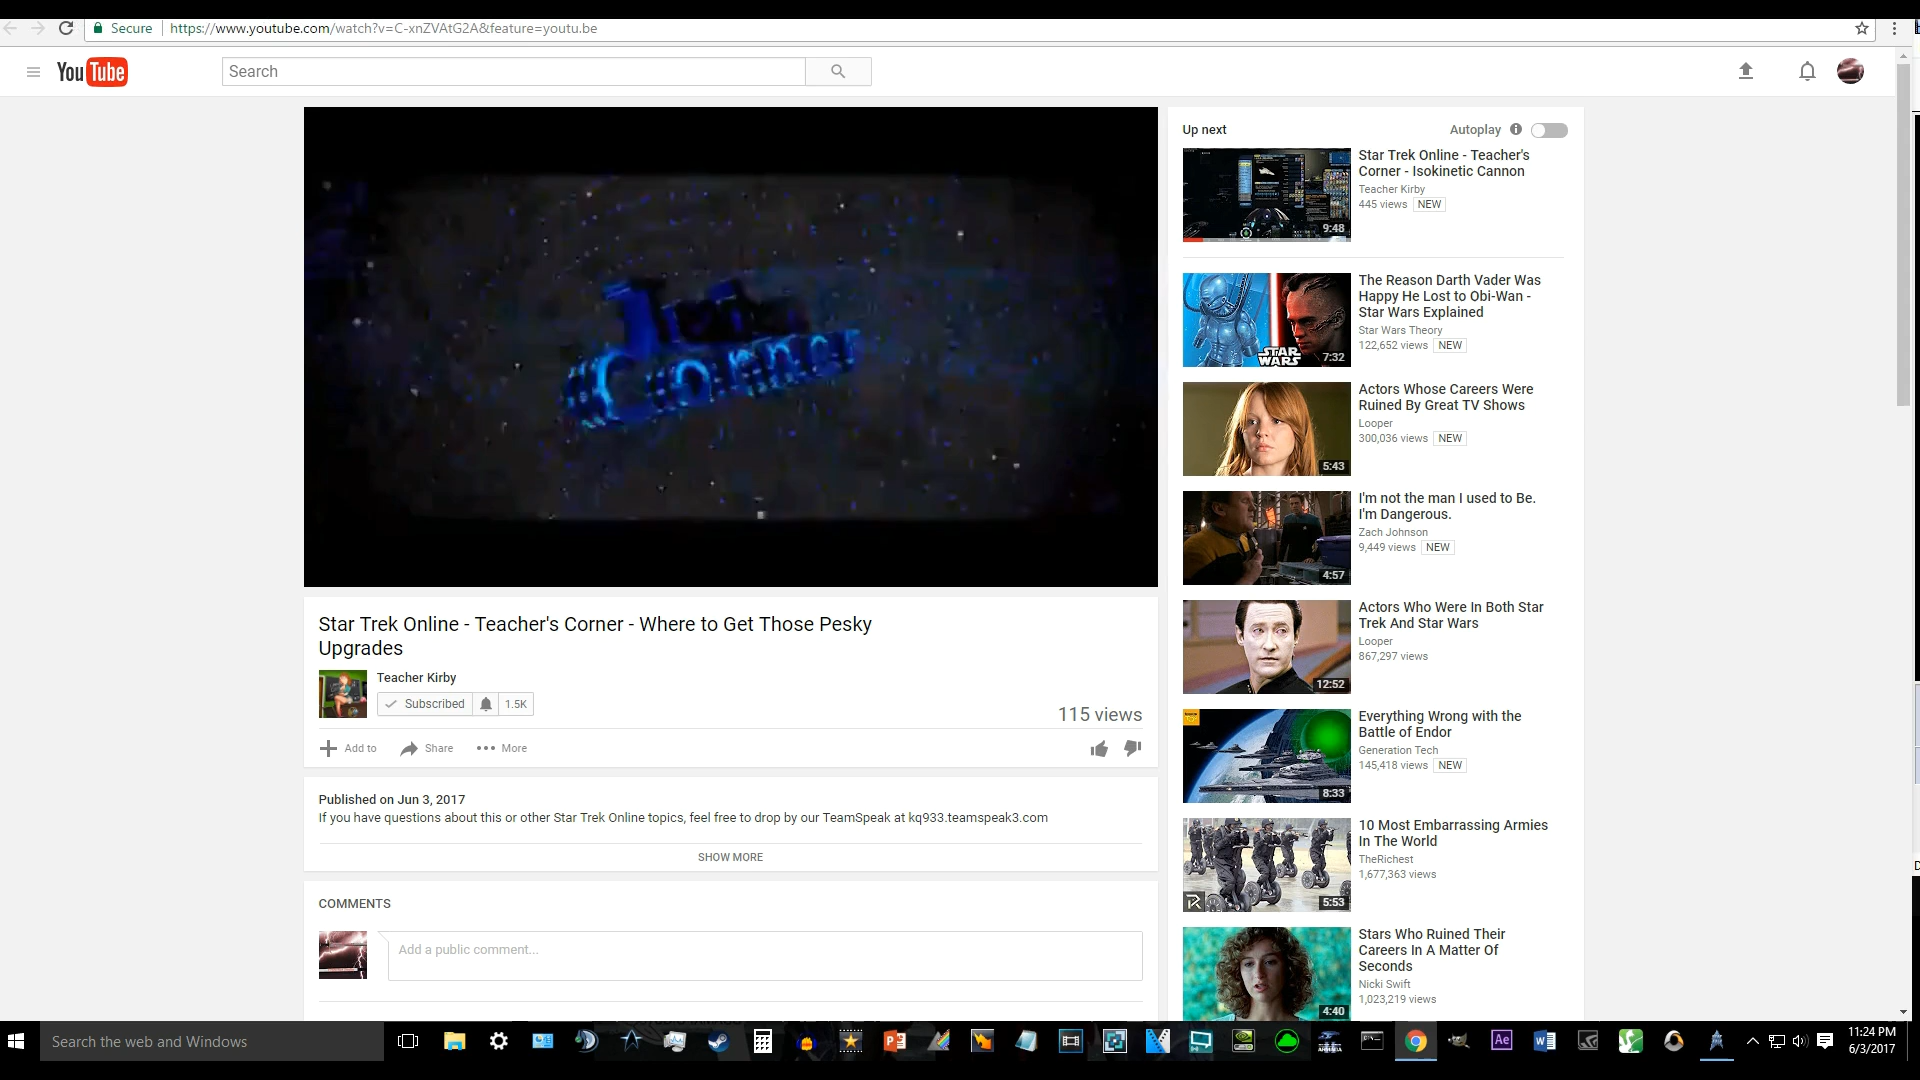 Secure https://www.youtube.com/watch?v=C-xnZVAtG2A&feature=youtu.be
YouTube
Search
Corner
Star Trek Online - Teacher's Corner - Where to Get Those Pesky
Upgrades
Teacher Kirby
Subscribed 1.5K
115 views
Add to Share More
Published on Jun 3, 2017
If you have questions about this or other Star Trek Online topics, feel free to drop by our TeamSpeak at kq933.teamspeak3.com
SHOW MORE
COMMENTS
Add a public comment...
Up next Autoplay
Star Trek Online - Teacher's
Corner - Isokinetic Cannon
Teacher Kirby
445 views NEW
9:48
The Reason Darth Vader Was
Happy He Lost to Obi-Wan -
Star Wars Explained
Star Wars Theory
122,652 views NEW
STAR
WARS
7:32
Actors Whose Careers Were
Ruined By Great TV Shows
Looper
300,036 views NEW
5:43
I'm not the man I used to Be.
I'm Dangerous.
Zach Johnson
9,449 views NEW
4:57
Actors Who Were In Both Star
Trek And Star Wars
Looper
867,297 views
12:52
Everything Wrong with the
Battle of Endor
Generation Tech
145,418 views NEW
8:33
10 Most Embarrassing Armies
In The World
TheRichest
1,677,363 views
5:53
Stars Who Ruined Their
Careers In A Matter Of
Seconds
Nicki Swift
1,023,219 views
4:40
Search the web and Windows
Ae
11:24 PM
6/3/2017